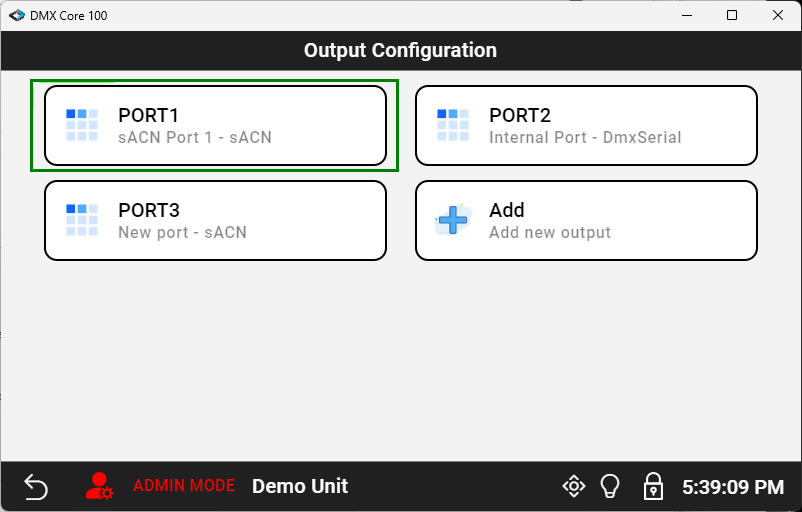 DMX Core 100
Output Configuration
PORT1
sACN Port 1 - sACN
PORT2
Internal Port - DmxSerial
PORT3
New port - sACN
Add
Add new output
ADMIN MODE Demo Unit 5:39:09 PM